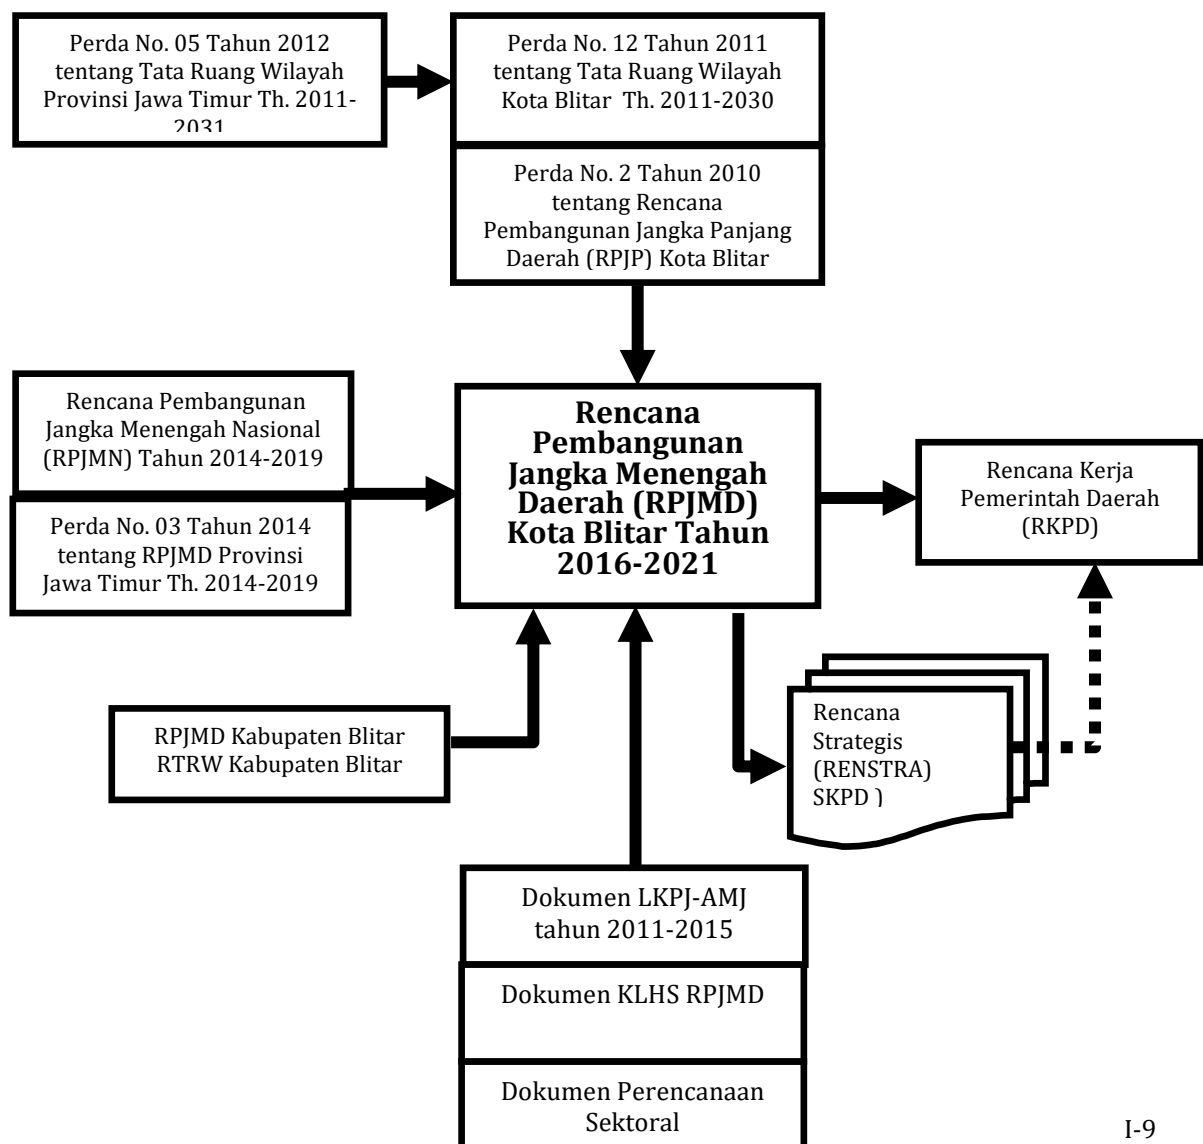 Perda No. 05 Tahun 2012
tentang Tata Ruang Wilayah
Provinsi Jawa Timur Th. 2011-
2031
Perda No. 12 Tahun 2011
tentang Tata Ruang Wilayah
Kota Blitar Th. 2011-2030
Perda No. 2 Tahun 2010
tentang Rencana
Pembangunan Jangka Panjang
Daerah (RPJP) Kota Blitar
Rencana Pembangunan
Jangka Menengah Nasional
(RPJMN) Tahun 2014-2019
Perda No. 03 Tahun 2014
tentang RPJMD Provinsi
Jawa Timur Th. 2014-2019
Rencana
Pembangunan
Jangka Menengah
Daerah (RPJMD)
Kota Blitar Tahun
2016-2021
Rencana Kerja
Pemerintah Daerah
(RKPD)
RPJMD Kabupaten Blitar
RTRW Kabupaten Blitar
Rencana
Strategis
(RENSTRA)
SKPD )
Dokumen LKPJ-AMJ
tahun 2011-2015
Dokumen KLHS RPJMD
Dokumen Perencanaan
Sektoral
I-9